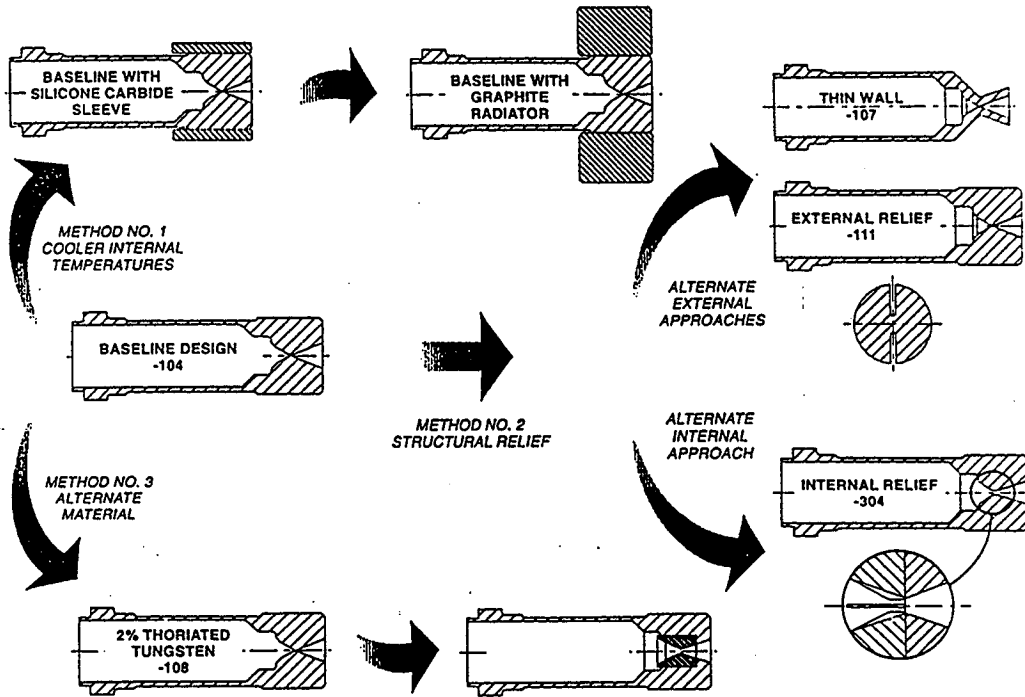 BASELINE WITH
SILICONE CARBIDE
SLEEVE
BASELINE WITH
GRAPHITE
RADIATOR
THIN WALL
-107
METHOD NO. 1
COOLER INTERNAL
TEMPERATURES
EXTERNAL RELIEF
-111
ALTERNATE
EXTERNAL
APPROACHES
BASELINE DESIGN
-104
METHOD NO. 2
STRUCTURAL RELIEF
ALTERNATE
INTERNAL
APPROACH
METHOD NO. 3
ALTERNATE
MATERIAL
INTERNAL RELIEF
-304
2% THORIATED
TUNGSTEN
-108